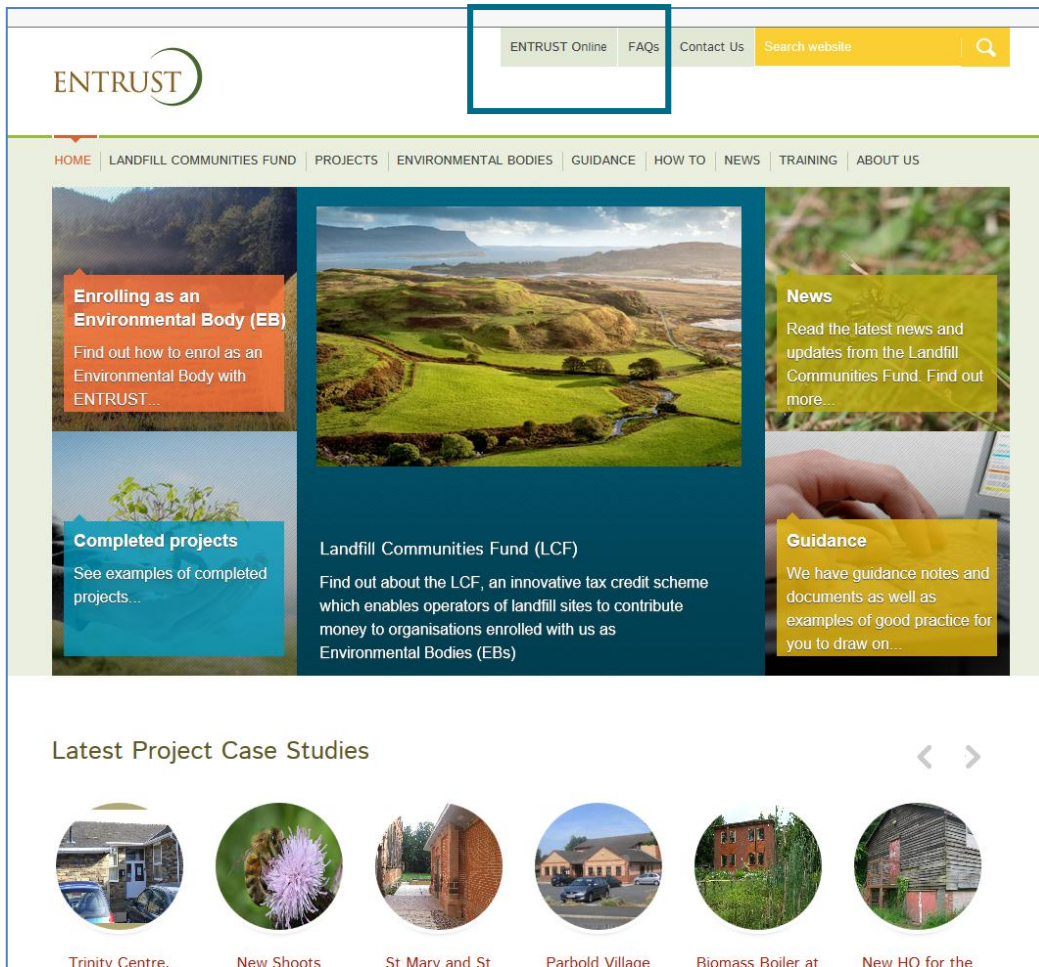 ENTRUST Online
FAQs
Contact Us
Search website
ENTRUST
HOME
LANDFILL COMMUNITIES FUND
PROJECTS
ENVIRONMENTAL BODIES
GUIDANCE
HOW TO
NEWS
TRAINING
ABOUT US
Enrolling as an
Environmental Body (EB)
Find out how to enrol as an
Environmental Body with
ENTRUST...
Completed projects
See examples of completed
projects...
Landfill Communities Fund (LCF)
Find out about the LCF, an innovative tax credit scheme
which enables operators of landfill sites to contribute
money to organisations enrolled with us as
Environmental Bodies (EBs)
News
Read the latest news and
updates from the Landfill
Communities Fund. Find out
more...
Guidance
We have guidance notes and
documents as well as
examples of good practice for
you to draw on...
Latest Project Case Studies
Trinity Centre,
New Shoots
St Mary and St
Parbold Village
Biomass Boiler at
New HQ for the